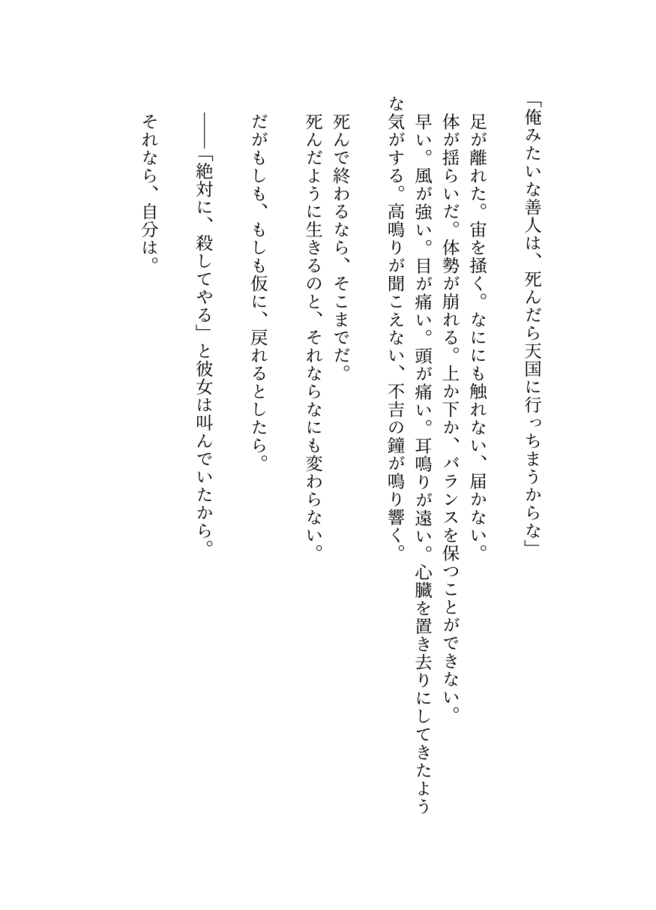 「俺みたいな善人は、死んだら天国に行っちまうからな」
足が離れた。宙を掻く。なににも触れない、届かない。
体が揺らいだ。体勢が崩れる。上か下か、バランスを保つことができない。
早い。風が強い。目が痛い。頭が痛い。耳鳴りが遠い。心臓を置き去りにしてきたよう
な気がする。高鳴りが聞こえない、不吉の鐘が鳴り響く。
死んで終わるなら、そこまでだ。
死んだように生きるのと、それならなにも変わらない。
だがもしも、もしも仮に、戻れるとしたら。
――「絶対に、殺してやる」と彼女は叫んでいたから。
それなら、自分は。